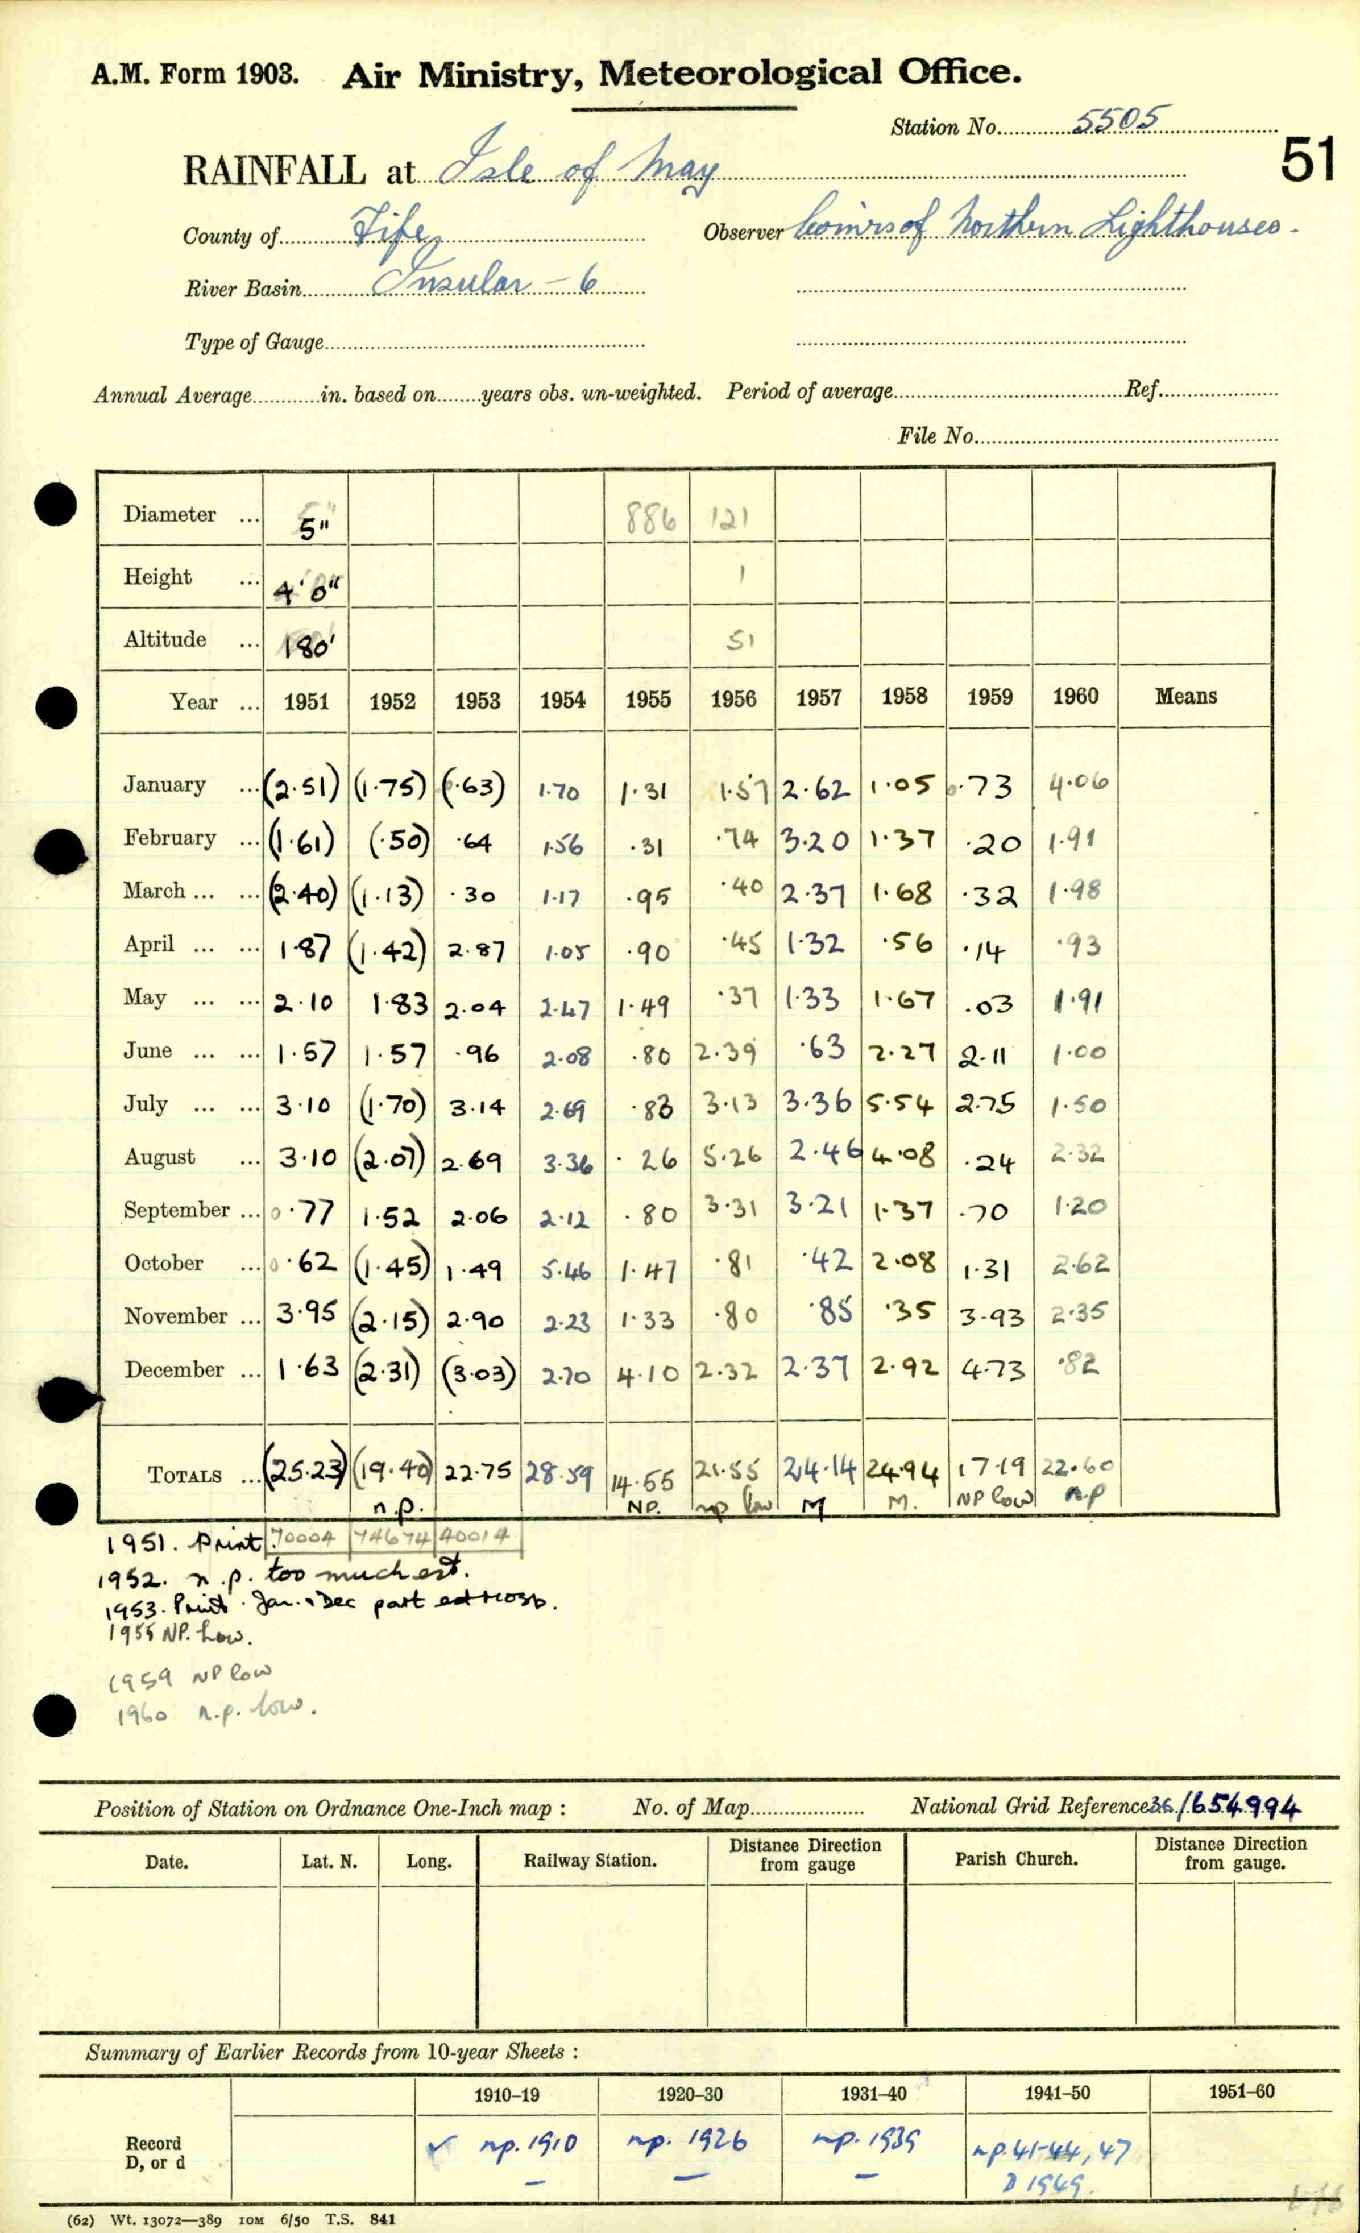 A.M. Form 1903. Air Ministry, Meteorological Office.
Station No. 5505
51
RAINFALL at Isle of May
County of Fife Observer Comrs of Northern Lighthouses.
River Basin Insular - 6
Type of Gauge
Annual Average in. based on years obs. un-weighted. Period of average Ref.
File No.
Diameter ... 5" 886 121
Height ... 4' 0" 1
Altitude ... 180' 51
Year ... 1951 1952 1953 1954 1955 1956 1957 1958 1959 1960 Means
January ... (2.51) (1.75) (.63) 1.70 1.31 1.57 2.62 1.05 0.73 4.06
February ... (1.61) (.50) .64 1.56 .31 .74 3.20 1.37 .20 1.91
March ... ... (2.40) (1.13) .30 1.17 .95 .40 2.37 1.68 .32 1.98
April ... ... 1.87 (1.42) 2.87 1.05 .90 .45 1.32 .56 .14 .93
May ... ... 2.10 1.83 2.04 2.47 1.49 .37 1.33 1.67 .03 1.91
June ... ... 1.57 1.57 .96 2.08 .80 2.39 .63 2.27 2.11 1.00
July ... ... 3.10 (1.70) 3.14 2.69 .83 3.13 3.36 5.54 2.75 1.50
August ... 3.10 (2.07) 2.69 3.36 .26 5.26 2.46 4.08 .24 2.32
September ... 0.77 1.52 2.06 2.12 .80 3.31 3.21 1.37 .70 1.20
October ... 0.62 (1.45) 1.49 5.46 1.47 .81 .42 2.08 1.31 2.62
November ... 3.95 (2.15) 2.90 2.23 1.33 .80 .85 .35 3.93 2.35
December ... 1.63 (2.31) (3.03) 2.70 4.10 2.32 2.37 2.92 4.73 .82
TOTALS ... (25.23) (19.40) 22.75 28.59 14.55 21.55 24.14 24.94 17.19 22.60
n.p. NP. np low M M. NP low n.p
1951. Print. 70004 74674 40014
1952. n.p. too much est.
1953. Print. Jan. & Dec part est
1955 NP. Low.
1959 NP low
1960 n.p. low.
Position of Station on Ordnance One-Inch map : No. of Map National Grid Reference 36/654994
Date. Lat. N. Long. Railway Station. Distance Direction from gauge Parish Church. Distance Direction from gauge.
Summary of Earlier Records from 10-year Sheets :
1910–19 1920–30 1931–40 1941–50 1951–60
Record D, or d ✓ np. 1910 – np. 1926 – np. 1939 – np. 41-44, 47
D 1949.
(62) Wt. 13072—389 10M 6/50 T.S. 841